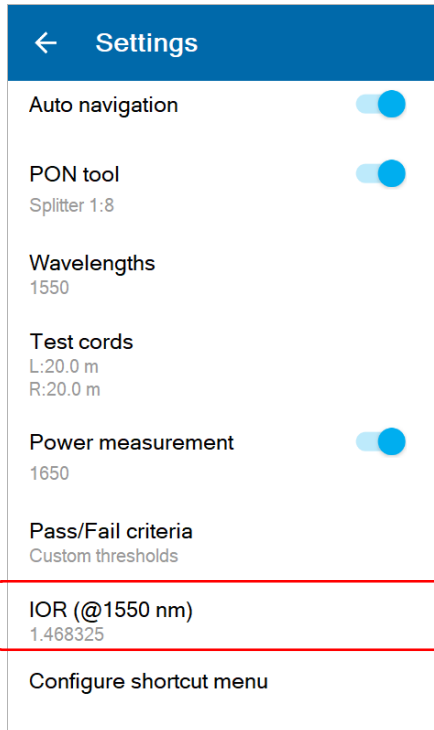 Settings
Auto navigation
PON tool
Splitter 1:8
Wavelengths
1550
Test cords
L:20.0 m
R:20.0 m
Power measurement
1650
Pass/Fail criteria
Custom thresholds
IOR (@1550 nm)
1.468325
Configure shortcut menu